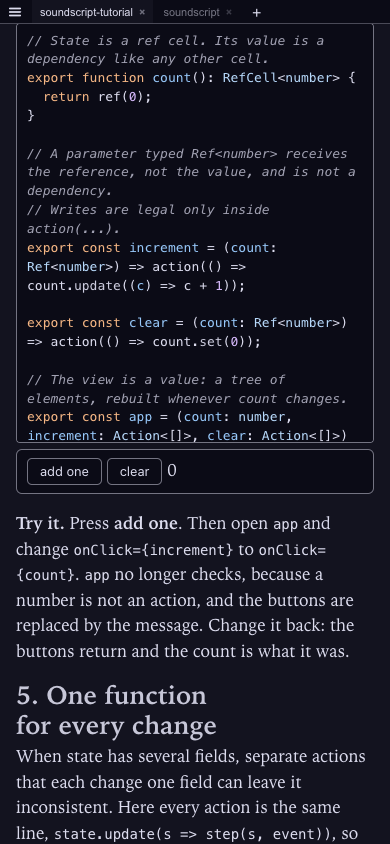 soundscript-tutorial ×
soundscript ×
+
// State is a ref cell. Its value is a
dependency like any other cell.
export function count(): RefCell<number> {
  return ref(0);
}
// A parameter typed Ref<number> receives
the reference, not the value, and is not a
dependency.
// Writes are legal only inside
action(...).
export const increment = (count:
Ref<number>) => action(() =>
count.update((c) => c + 1));
export const clear = (count: Ref<number>)
=> action(() => count.set(0));
// The view is a value: a tree of
elements, rebuilt whenever count changes.
export const app = (count: number,
increment: Action<[]>, clear: Action<[]>)
add one
clear
0
Try it. Press add one. Then open app and
change onClick={increment} to onClick=
{count}. app no longer checks, because a
number is not an action, and the buttons are
replaced by the message. Change it back: the
buttons return and the count is what it was.
5. One function
for every change
When state has several fields, separate actions
that each change one field can leave it
inconsistent. Here every action is the same
line, state.update(s => step(s, event)), so